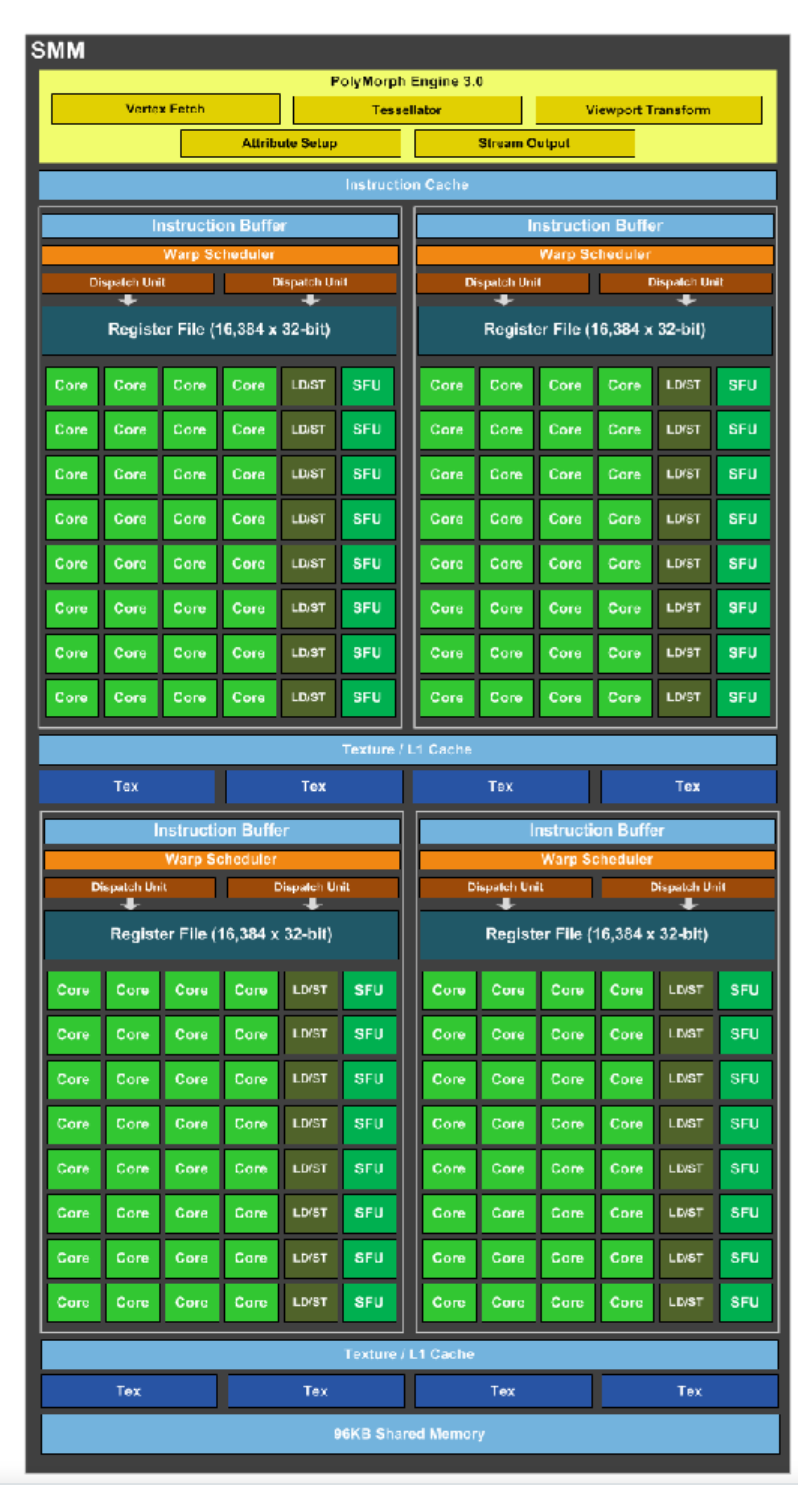 SMM
PolyMorph Engine 3.0
Vertex Fetch Tessellator Viewport Transform
Attribute Setup Stream Output
Instruction Cache
Instruction Buffer Instruction Buffer
Warp Scheduler Warp Scheduler
Dispatch Unit Dispatch Unit Dispatch Unit Dispatch Unit
Register File (16,384 x 32-bit) Register File (16,384 x 32-bit)
Core Core Core Core LD/ST SFU Core Core Core Core LD/ST SFU
Core Core Core Core LD/ST SFU Core Core Core Core LD/ST SFU
Core Core Core Core LD/ST SFU Core Core Core Core LD/ST SFU
Core Core Core Core LD/ST SFU Core Core Core Core LD/ST SFU
Core Core Core Core LD/ST SFU Core Core Core Core LD/ST SFU
Core Core Core Core LD/ST SFU Core Core Core Core LD/ST SFU
Core Core Core Core LD/ST SFU Core Core Core Core LD/ST SFU
Core Core Core Core LD/ST SFU Core Core Core Core LD/ST SFU
Texture / L1 Cache
Tex Tex Tex Tex
Instruction Buffer Instruction Buffer
Warp Scheduler Warp Scheduler
Dispatch Unit Dispatch Unit Dispatch Unit Dispatch Unit
Register File (16,384 x 32-bit) Register File (16,384 x 32-bit)
Core Core Core Core LD/ST SFU Core Core Core Core LD/ST SFU
Core Core Core Core LD/ST SFU Core Core Core Core LD/ST SFU
Core Core Core Core LD/ST SFU Core Core Core Core LD/ST SFU
Core Core Core Core LD/ST SFU Core Core Core Core LD/ST SFU
Core Core Core Core LD/ST SFU Core Core Core Core LD/ST SFU
Core Core Core Core LD/ST SFU Core Core Core Core LD/ST SFU
Core Core Core Core LD/ST SFU Core Core Core Core LD/ST SFU
Core Core Core Core LD/ST SFU Core Core Core Core LD/ST SFU
Texture / L1 Cache
Tex Tex Tex Tex
96KB Shared Memory